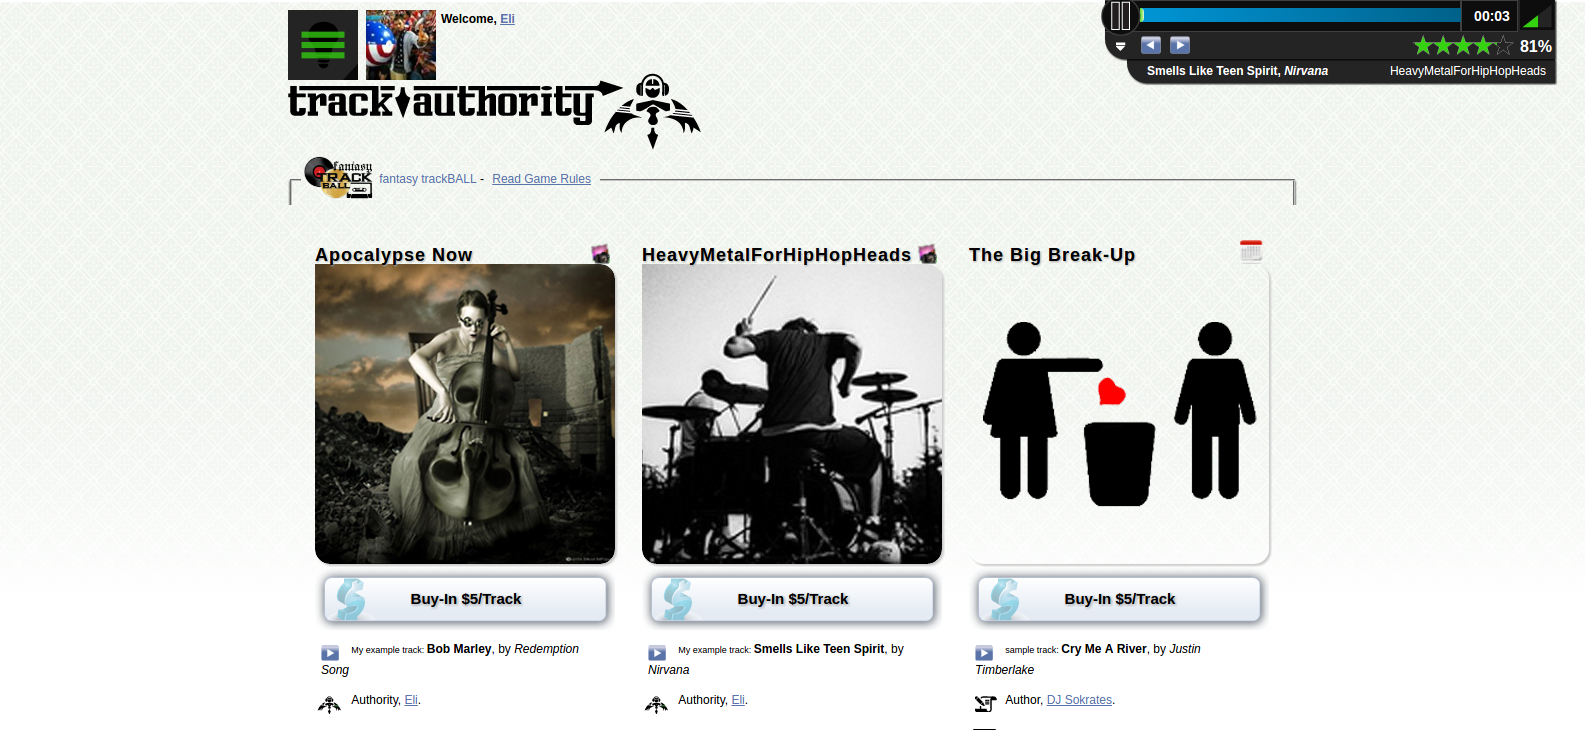 Welcome, Eli
00:03
81%
Smells Like Teen Spirit, Nirvana HeavyMetalForHipHopHeads
track authority
fantasy
TRACK
BALL
fantasy trackBALL - Read Game Rules
Apocalypse Now
HeavyMetalForHipHopHeads
The Big Break-Up
Buy-In $5/Track
Buy-In $5/Track
Buy-In $5/Track
My example track: Bob Marley, by Redemption
Song
Authority, Eli.
My example track: Smells Like Teen Spirit, by
Nirvana
Authority, Eli.
sample track: Cry Me A River, by Justin
Timberlake
Author, DJ Sokrates.